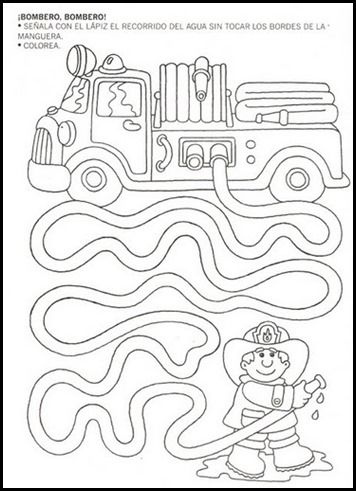 ¡BOMBERO, BOMBERO!
• SEÑALA CON EL LÁPIZ EL RECORRIDO DEL AGUA SIN TOCAR LOS BORDES DE LA
MANGUERA.
• COLOREA.